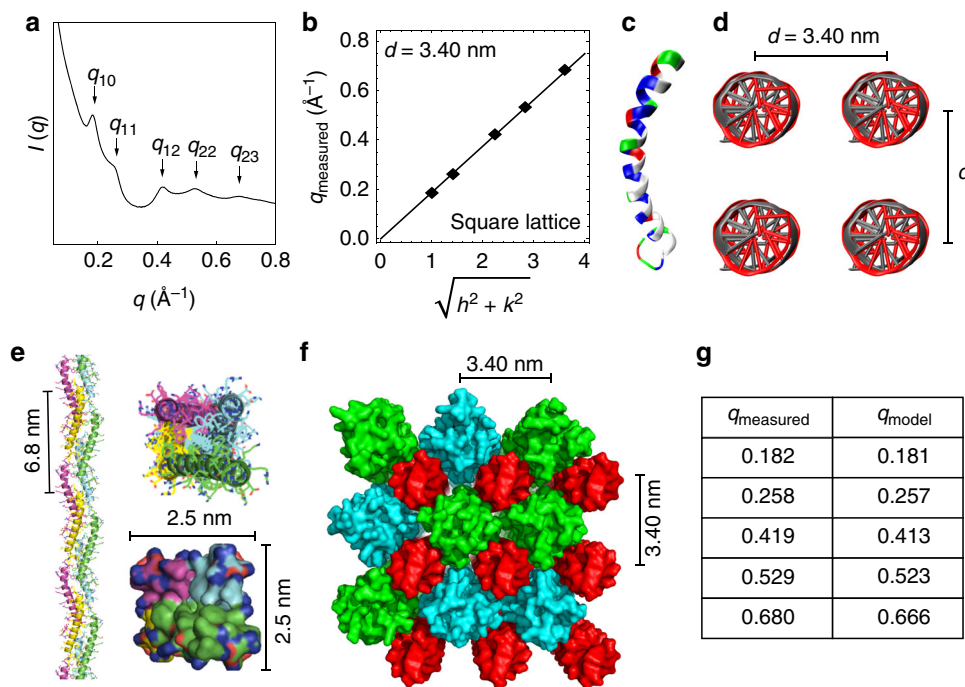 a
I (q)
q10
q11
q12
q22
q23
0.2
0.4
0.6
0.8
q (Å–1)
b
qmeasured (Å–1)
0.8
0.6
0.4
0.2
0.0
d = 3.40 nm
Square lattice
0
1
2
3
4
√h2 + k2
c
d
d = 3.40 nm
d
e
6.8 nm
2.5 nm
2.5 nm
f
3.40 nm
3.40 nm
g
qmeasured qmodel
0.182 0.181
0.258 0.257
0.419 0.413
0.529 0.523
0.680 0.666